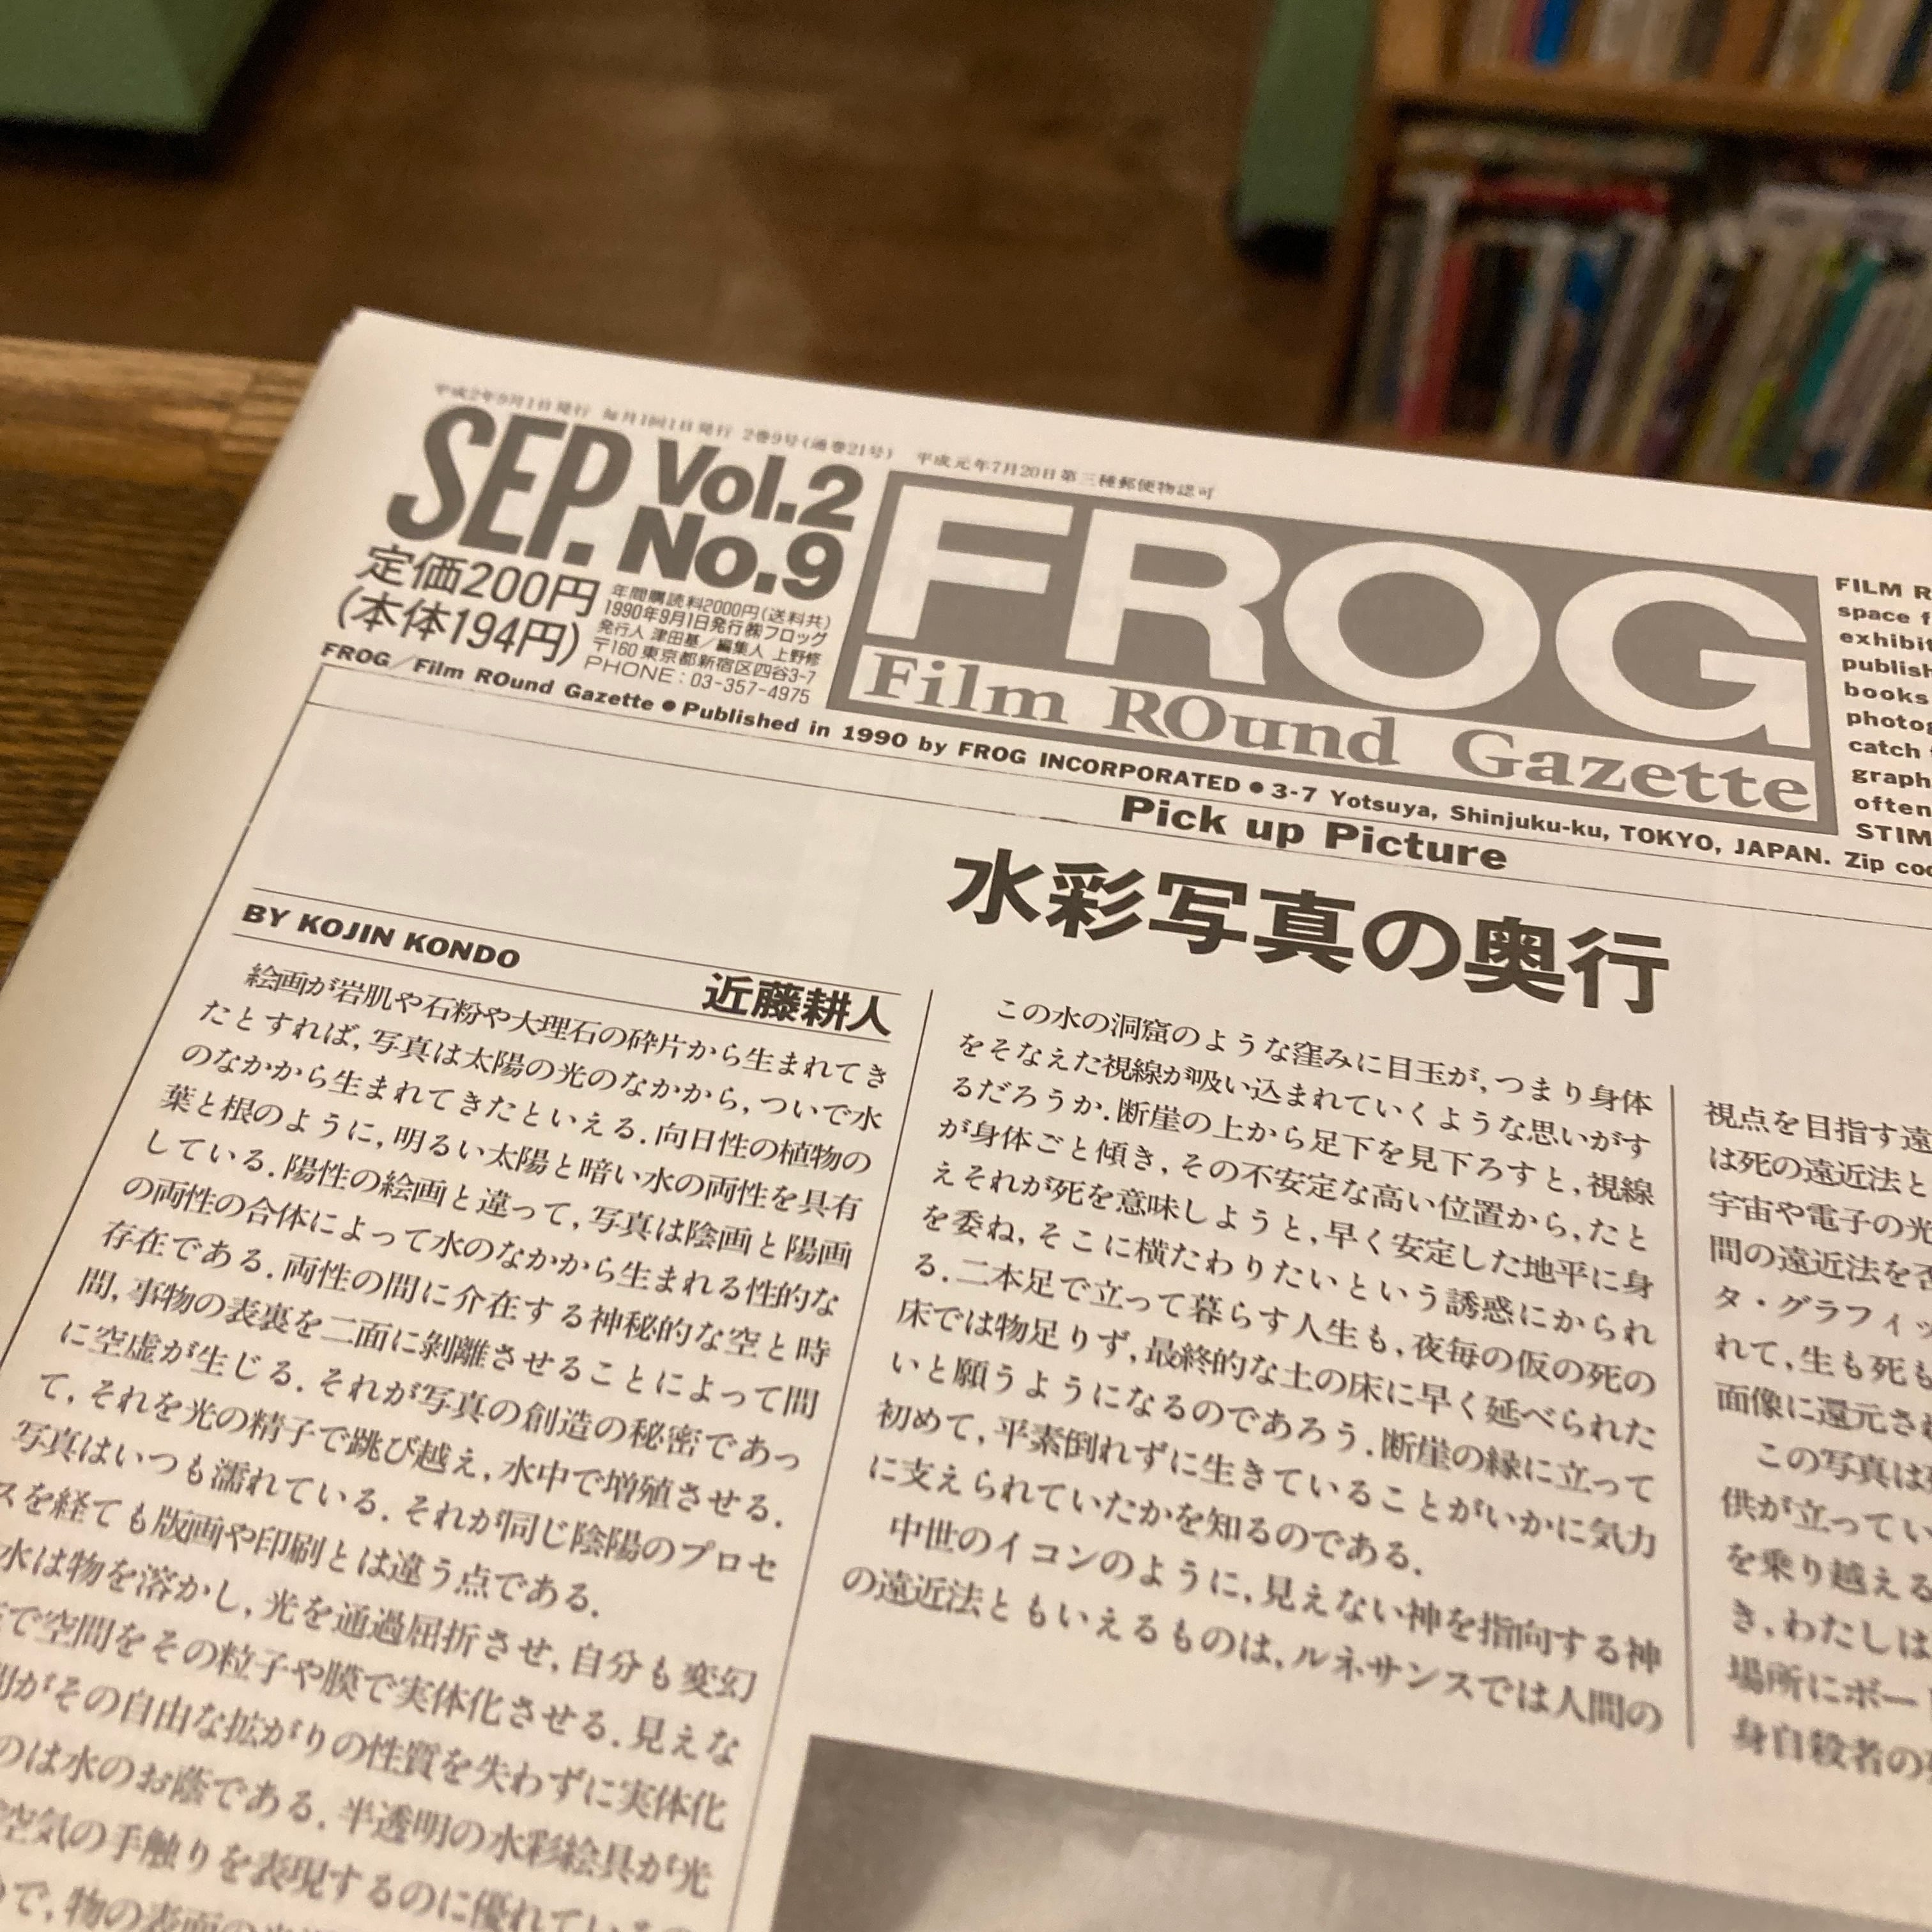 平成2年9月1日発行 毎月1回1日発行 2巻9号(通巻21号) 平成元年7月20日第三種郵便物認可
SEP. Vol.2
No.9
定価200円
(本体194円)
年間購読料2000円(送料共)
1990年9月1日発行㈱フロッグ
発行人 津田基/編集人 上野修
〒160 東京都新宿区四谷3-7
PHONE:03-357-4975
FROG
Film ROund Gazette
FILM R
space f
exhibit
publish
books
photog
catch
graph
often
STIM
FROG/Film ROund Gazette●Published in 1990 by FROG INCORPORATED●3-7 Yotsuya, Shinjuku-ku, TOKYO, JAPAN. Zip co
Pick up Picture
水彩写真の奥行
BY KOJIN KONDO
近藤耕人
絵画が岩肌や石粉や大理石の砕片から生まれてき
たとすれば,写真は太陽の光のなかから,ついで水
のなかから生まれてきたといえる.向日性の植物の
葉と根のように,明るい太陽と暗い水の両性を具有
している.陽性の絵画と違って,写真は陰画と陽画
の両性の合体によって水のなかから生まれる性的な
存在である.両性の間に介在する神秘的な空と時
間,事物の表裏を二面に剝離させることによって間
に空虚が生じる.それが写真の創造の秘密であっ
て,それを光の精子で跳び越え,水中で増殖させる.
写真はいつも濡れている.それが同じ陰陽のプロセ
スを経ても版画や印刷とは違う点である.
水は物を溶かし,光を通過屈折させ,自分も変幻
で空間をその粒子や膜で実体化させる.見えな
がその自由な拡がりの性質を失わずに実体化
のは水のお蔭である.半透明の水彩絵具が光
空気の手触りを表現するのに優れている
で,物の表面の
この水の洞窟のような窪みに目玉が,つまり身体
をそなえた視線が吸い込まれていくような思いがす
るだろうか.断崖の上から足下を見下ろすと,視線
が身体ごと傾き,その不安定な高い位置から,たと
えそれが死を意味しようと,早く安定した地平に身
を委ね,そこに横たわりたいという誘惑にかられ
る.二本足で立って暮らす人生も,夜毎の仮の死の
床では物足りず,最終的な土の床に早く延べられた
いと願うようになるのであろう.断崖の縁に立って
初めて,平素倒れずに生きていることがいかに気力
に支えられていたかを知るのである.
中世のイコンのように,見えない神を指向する神
の遠近法ともいえるものは,ルネサンスでは人間の
視点を目指す遠
は死の遠近法と
宇宙や電子の光
間の遠近法を否
タ・グラフィッ
れて,生も死も
面像に還元さ
この写真は
供が立ってい
を乗り越える
き,わたしは
場所にボー
身自殺者の